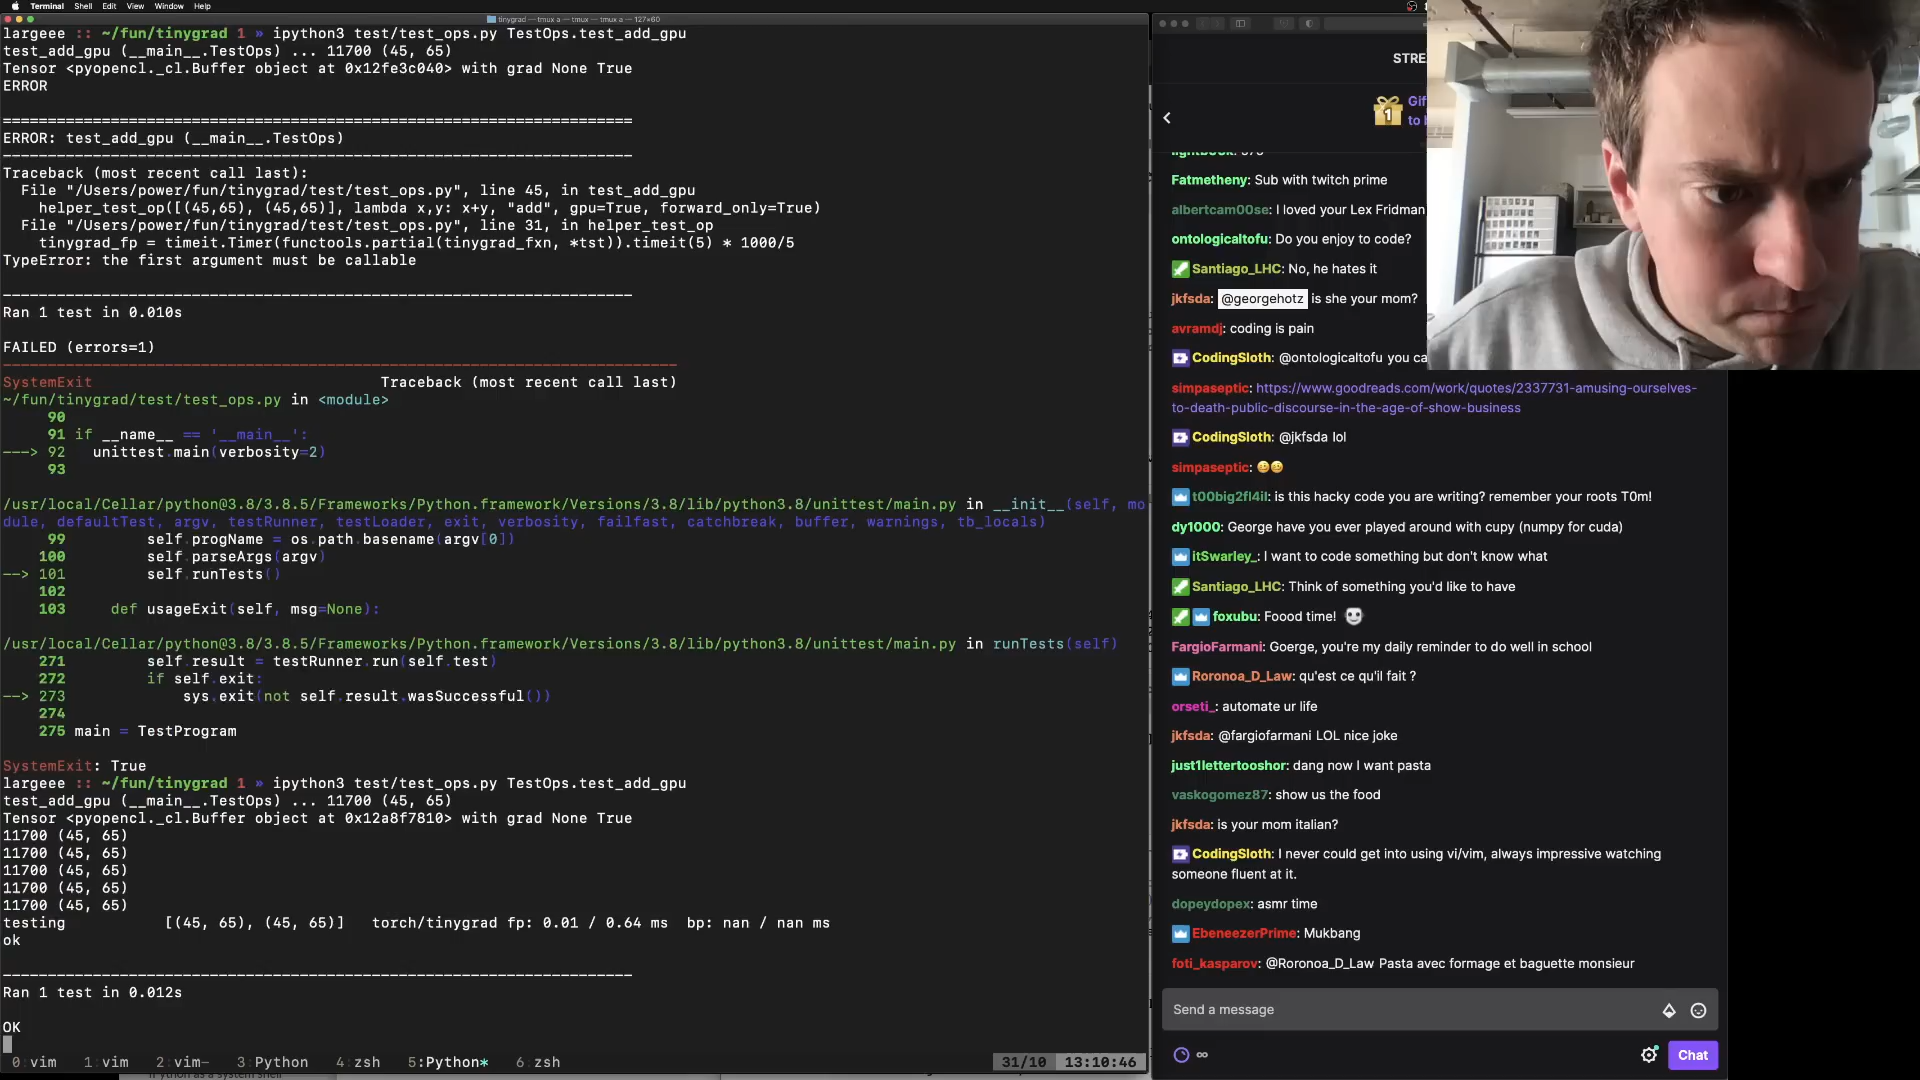 Terminal Shell Edit View Window Help
tinygrad — tmux a — tmux — tmux a — 127×60
largeee :: ~/fun/tinygrad 1 » ipython3 test/test_ops.py TestOps.test_add_gpu
test_add_gpu (__main__.TestOps) ... 11700 (45, 65)
Tensor <pyopencl._cl.Buffer object at 0x12fe3c040> with grad None True
ERROR
======================================================================
ERROR: test_add_gpu (__main__.TestOps)
----------------------------------------------------------------------
Traceback (most recent call last):
File "/Users/power/fun/tinygrad/test/test_ops.py", line 45, in test_add_gpu
helper_test_op([(45,65), (45,65)], lambda x,y: x+y, "add", gpu=True, forward_only=True)
File "/Users/power/fun/tinygrad/test/test_ops.py", line 31, in helper_test_op
tinygrad_fp = timeit.Timer(functools.partial(tinygrad_fxn, *tst)).timeit(5) * 1000/5
TypeError: the first argument must be callable
----------------------------------------------------------------------
Ran 1 test in 0.010s
FAILED (errors=1)
---------------------------------------------------------------------------
SystemExit Traceback (most recent call last)
~/fun/tinygrad/test/test_ops.py in <module>
90
91 if __name__ == '__main__':
---> 92 unittest.main(verbosity=2)
93
/usr/local/Cellar/python@3.8/3.8.5/Frameworks/Python.framework/Versions/3.8/lib/python3.8/unittest/main.py in __init__(self, mo
dule, defaultTest, argv, testRunner, testLoader, exit, verbosity, failfast, catchbreak, buffer, warnings, tb_locals)
99 self.progName = os.path.basename(argv[0])
100 self.parseArgs(argv)
--> 101 self.runTests()
102
103 def usageExit(self, msg=None):
/usr/local/Cellar/python@3.8/3.8.5/Frameworks/Python.framework/Versions/3.8/lib/python3.8/unittest/main.py in runTests(self)
271 self.result = testRunner.run(self.test)
272 if self.exit:
--> 273 sys.exit(not self.result.wasSuccessful())
274
275 main = TestProgram
SystemExit: True
largeee :: ~/fun/tinygrad 1 » ipython3 test/test_ops.py TestOps.test_add_gpu
test_add_gpu (__main__.TestOps) ... 11700 (45, 65)
Tensor <pyopencl._cl.Buffer object at 0x12a8f7810> with grad None True
11700 (45, 65)
11700 (45, 65)
11700 (45, 65)
11700 (45, 65)
11700 (45, 65)
testing [(45, 65), (45, 65)] torch/tinygrad fp: 0.01 / 0.64 ms bp: nan / nan ms
ok
----------------------------------------------------------------------
Ran 1 test in 0.012s
OK
0:vim 1:vim 2:vim- 3:Python 4:zsh 5:Python* 6:zsh 31/10 13:10:46
STRE
1 Gif
to
Fatmetheny: Sub with twitch prime
albertcam00se: I loved your Lex Fridman
ontologicaltofu: Do you enjoy to code?
Santiago_LHC: No, he hates it
jkfsda: @georgehotz is she your mom?
avramdj: coding is pain
CodingSloth: @ontologicaltofu you ca
simpaseptic: https://www.goodreads.com/work/quotes/2337731-amusing-ourselves-
to-death-public-discourse-in-the-age-of-show-business
CodingSloth: @jkfsda lol
simpaseptic: 😆😆
t00big2fl4il: is this hacky code you are writing? remember your roots T0m!
dy1000: George have you ever played around with cupy (numpy for cuda)
itSwarley_: I want to code something but don't know what
Santiago_LHC: Think of something you'd like to have
foxubu: Foood time!
FargioFarmani: Goerge, you're my daily reminder to do well in school
Roronoa_D_Law: qu'est ce qu'il fait ?
orseti_: automate ur life
jkfsda: @fargiofarmani LOL nice joke
just1lettertooshor: dang now I want pasta
vaskogomez87: show us the food
jkfsda: is your mom italian?
CodingSloth: I never could get into using vi/vim, always impressive watching
someone fluent at it.
dopeydopex: asmr time
EbeneezerPrime: Mukbang
foti_kasparov: @Roronoa_D_Law Pasta avec formage et baguette monsieur
Send a message
∞ Chat